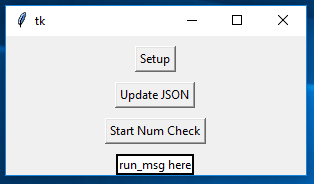 tk
Setup
Update JSON
Start Num Check
run_msg here